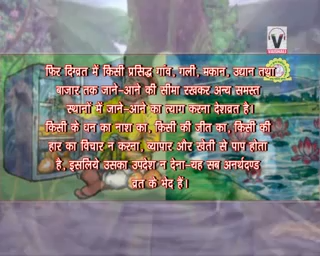 फिर दिग्व्रत में किसी प्रसिद्ध गाँव, गली, मकान, उद्यान तथा
बाजार तक जाने-आने की सीमा रखकर अन्य समस्त
स्थानों में जाने-आने का त्याग करना देशव्रत है।
किसी के धन का नाश का, किसी की जीत का, किसी की
हार का विचार न करना, व्यापार और खेती से पाप होता
है, इसलिये उसका उपदेश न देना-यह सब अनर्थदण्ड
व्रत के भेद हैं।